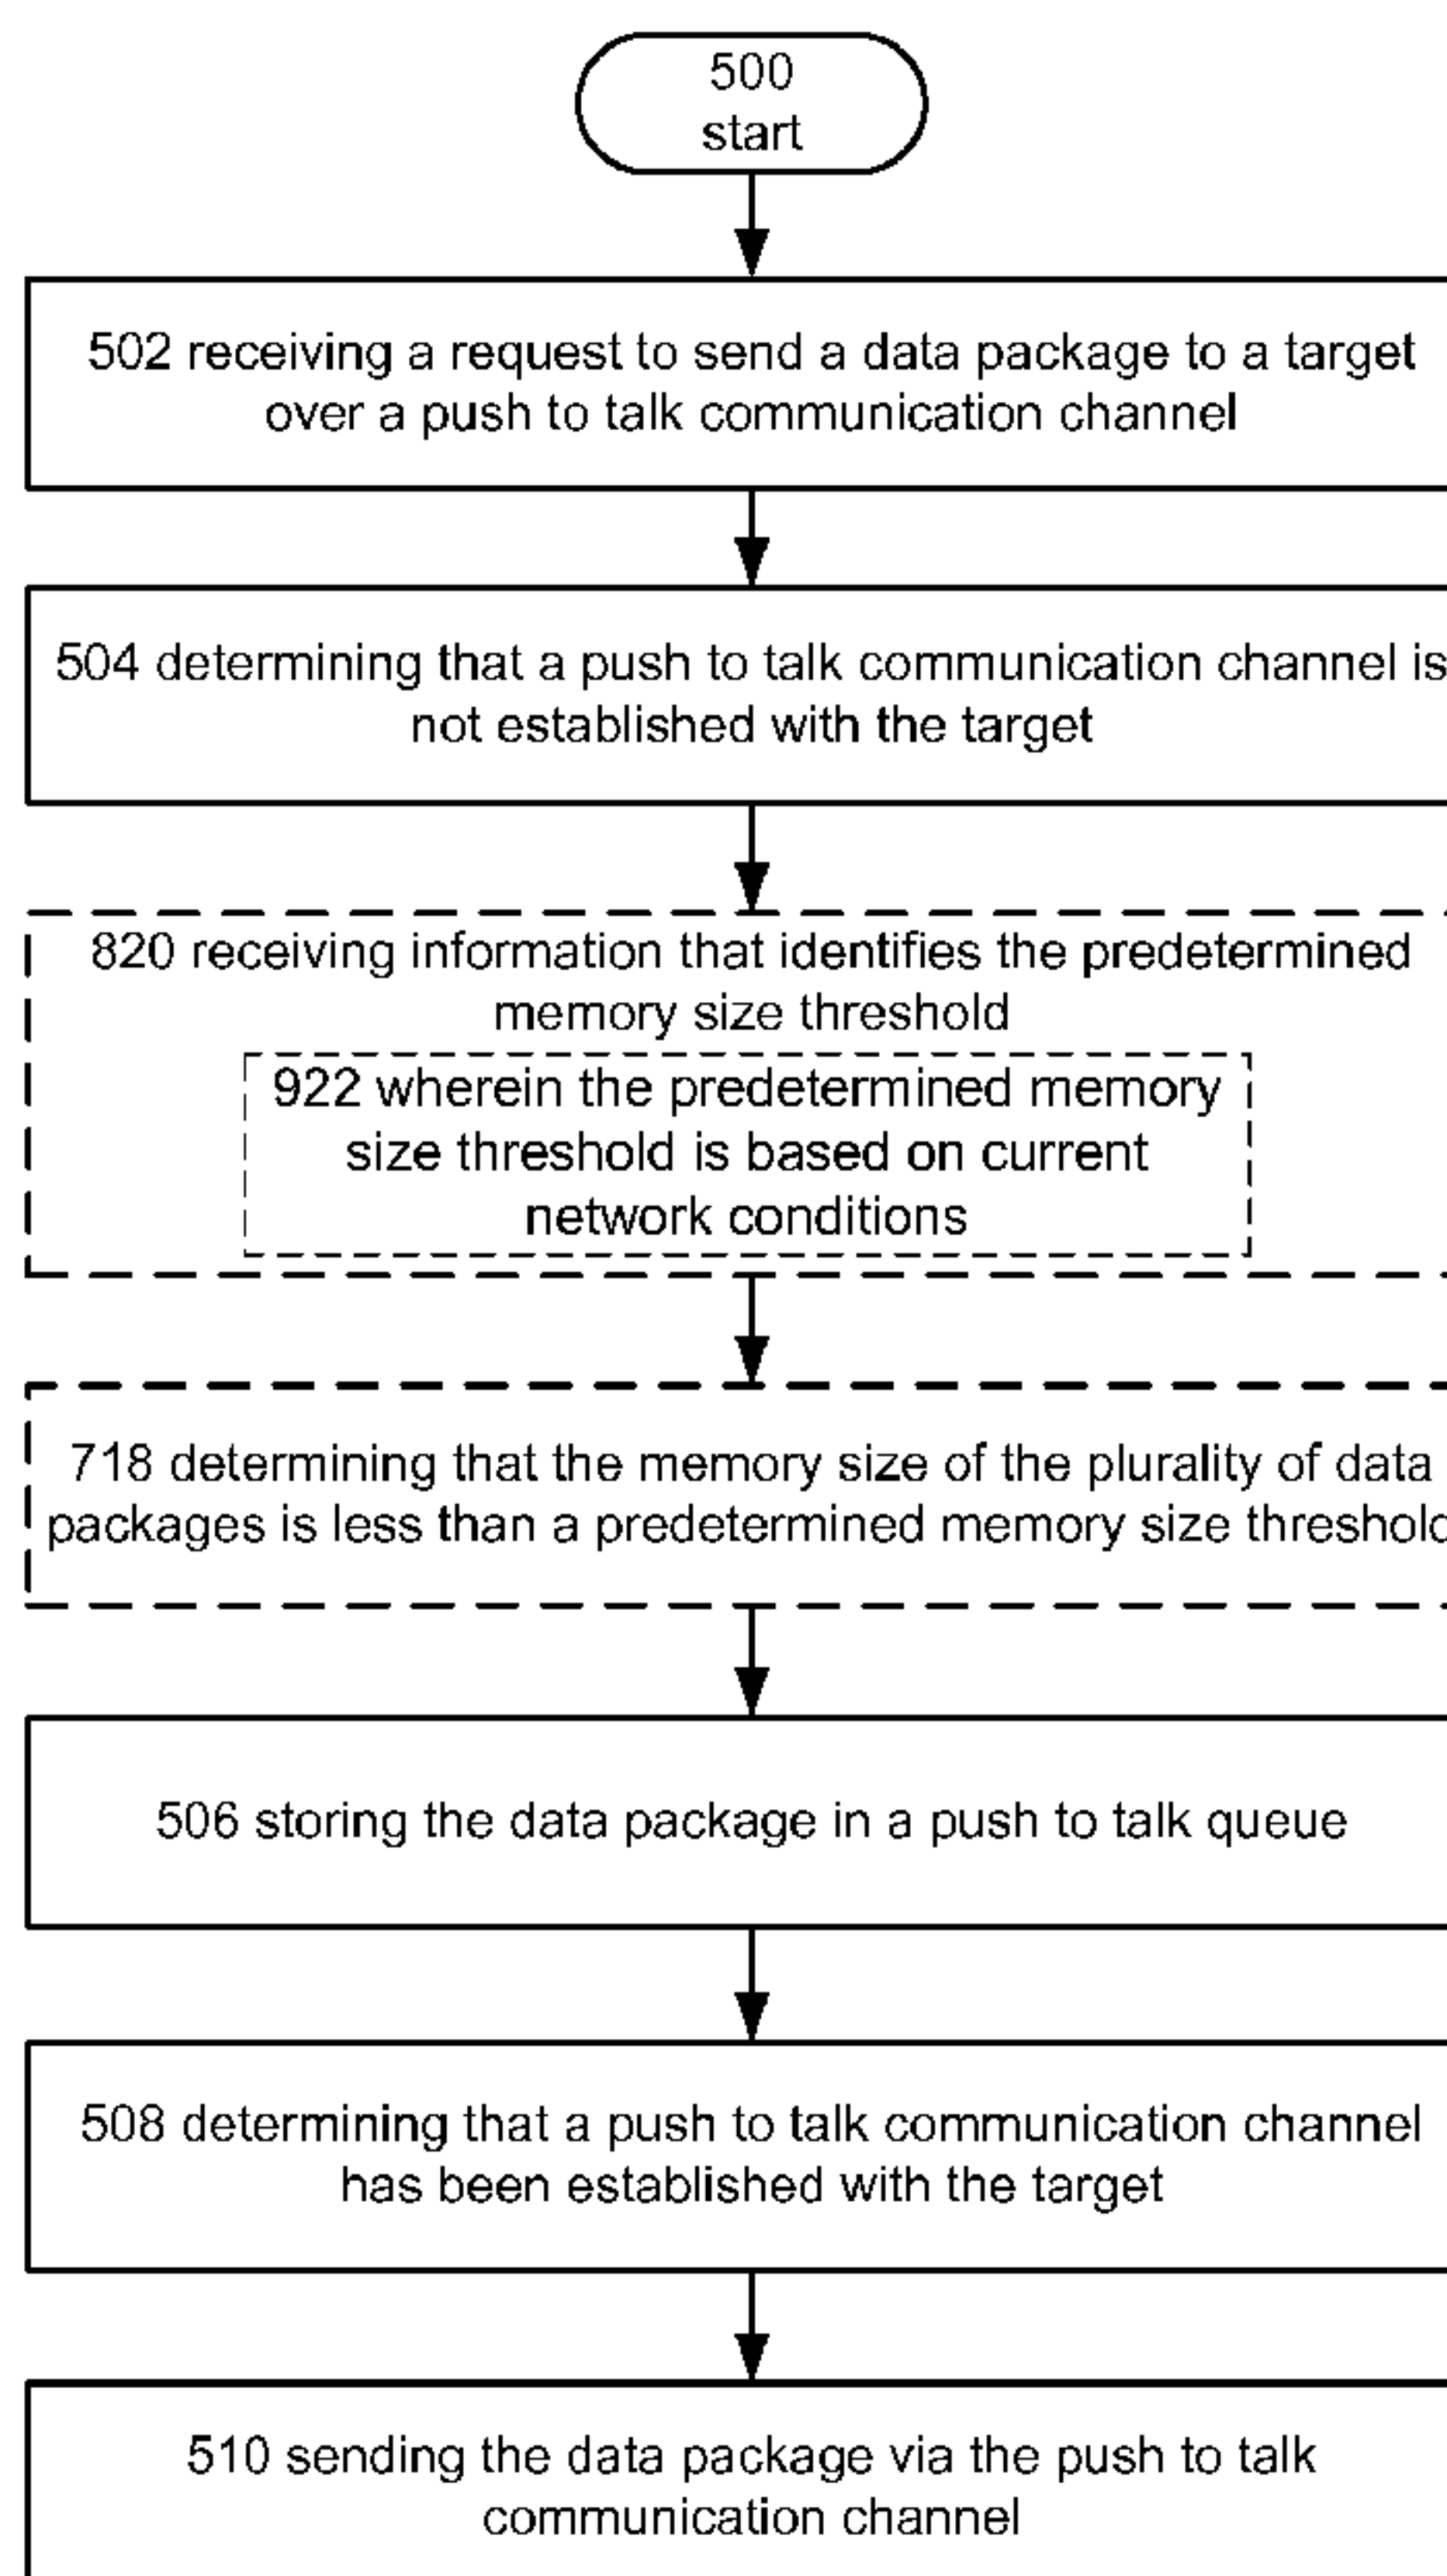 500
start
502 receiving a request to send a data package to a target
over a push to talk communication channel
504 determining that a push to talk communication channel is
not established with the target
820 receiving information that identifies the predetermined
memory size threshold
922 wherein the predetermined memory
size threshold is based on current
network conditions
718 determining that the memory size of the plurality of data
packages is less than a predetermined memory size threshold
506 storing the data package in a push to talk queue
508 determining that a push to talk communication channel
has been established with the target
510 sending the data package via the push to talk
communication channel